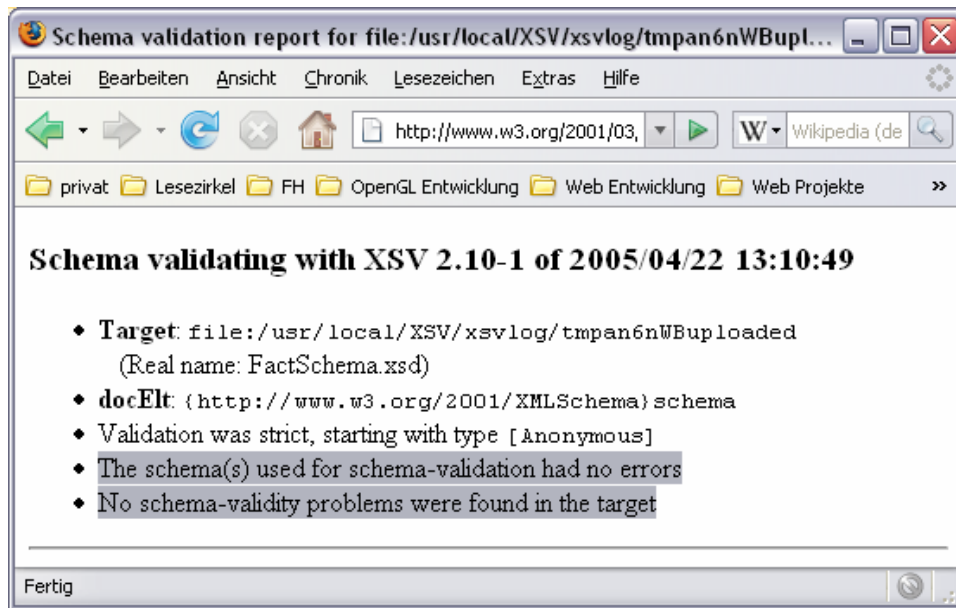 Schema validation report for file:/usr/local/XSV/xsvlog/tmpan6nWBupl...
Datei Bearbeiten Ansicht Chronik Lesezeichen Extras Hilfe
http://www.w3.org/2001/03, W Wikipedia (de
privat Lesezirkel FH OpenGL Entwicklung Web Entwicklung Web Projekte »
Schema validating with XSV 2.10-1 of 2005/04/22 13:10:49
• Target: file:/usr/local/XSV/xsvlog/tmpan6nWBuploaded
(Real name: FactSchema.xsd)
• docElt: {http://www.w3.org/2001/XMLSchema}schema
• Validation was strict, starting with type [Anonymous]
• The schema(s) used for schema-validation had no errors
• No schema-validity problems were found in the target
Fertig